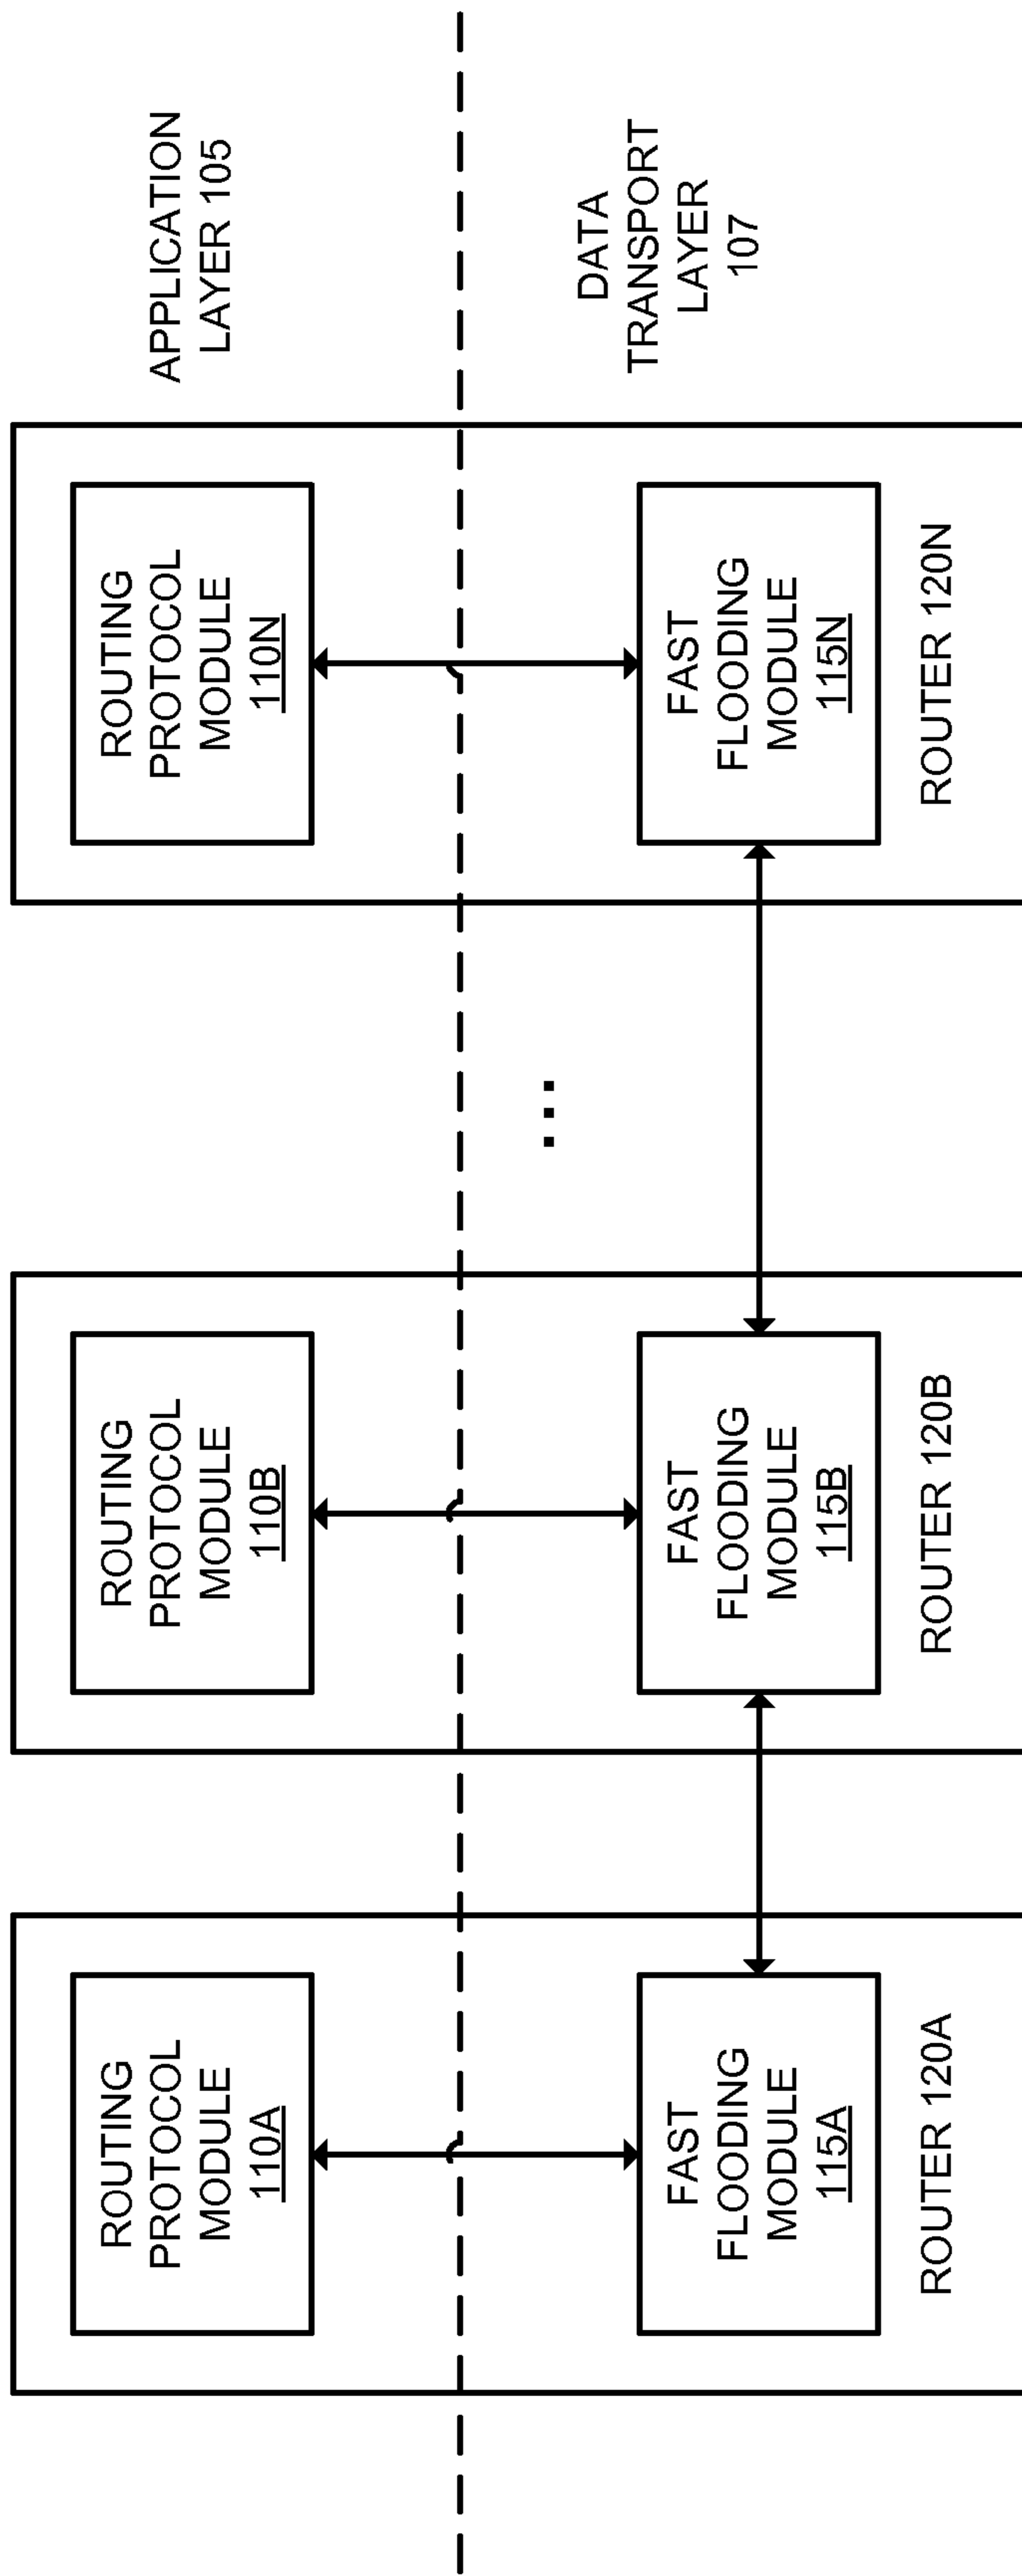 ROUTING
PROTOCOL
MODULE
110A
ROUTING
PROTOCOL
MODULE
110B
ROUTING
PROTOCOL
MODULE
110N
APPLICATION
LAYER 105
...
DATA
TRANSPORT
LAYER
107
FAST
FLOODING
MODULE
115A
FAST
FLOODING
MODULE
115B
FAST
FLOODING
MODULE
115N
ROUTER 120A
ROUTER 120B
ROUTER 120N